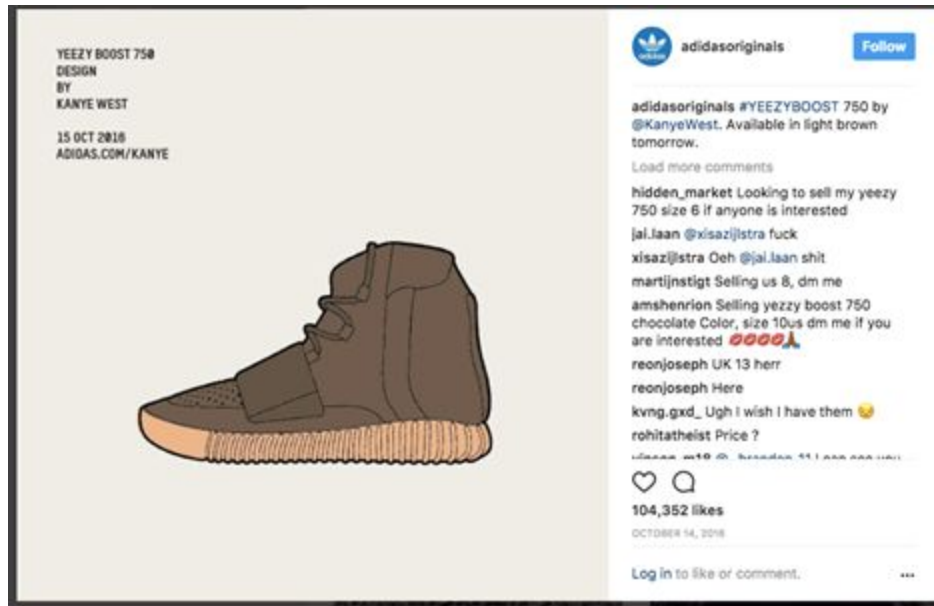 YEEZY BOOST 750
DESIGN
BY
KANYE WEST
15 OCT 2016
ADIDAS.COM/KANYE
adidas
adidasoriginals
Follow
adidasoriginals #YEEZYBOOST 750 by
@KanyeWest. Available in light brown
tomorrow.
Load more comments
hidden_market Looking to sell my yeezy
750 size 6 if anyone is interested
jai.laan @xisazijlstra fuck
xisazijlstra Oeh @jai.laan shit
martijnstigt Selling us 8, dm me
amshenrion Selling yezzy boost 750
chocolate Color, size 10us dm me if you
are interested 💋💋💋💋🙏🏾
reonjoseph UK 13 herr
reonjoseph Here
kvng.gxd_ Ugh I wish I have them 😣
rohitatheist Price ?
104,352 likes
OCTOBER 14, 2016
Log in to like or comment.